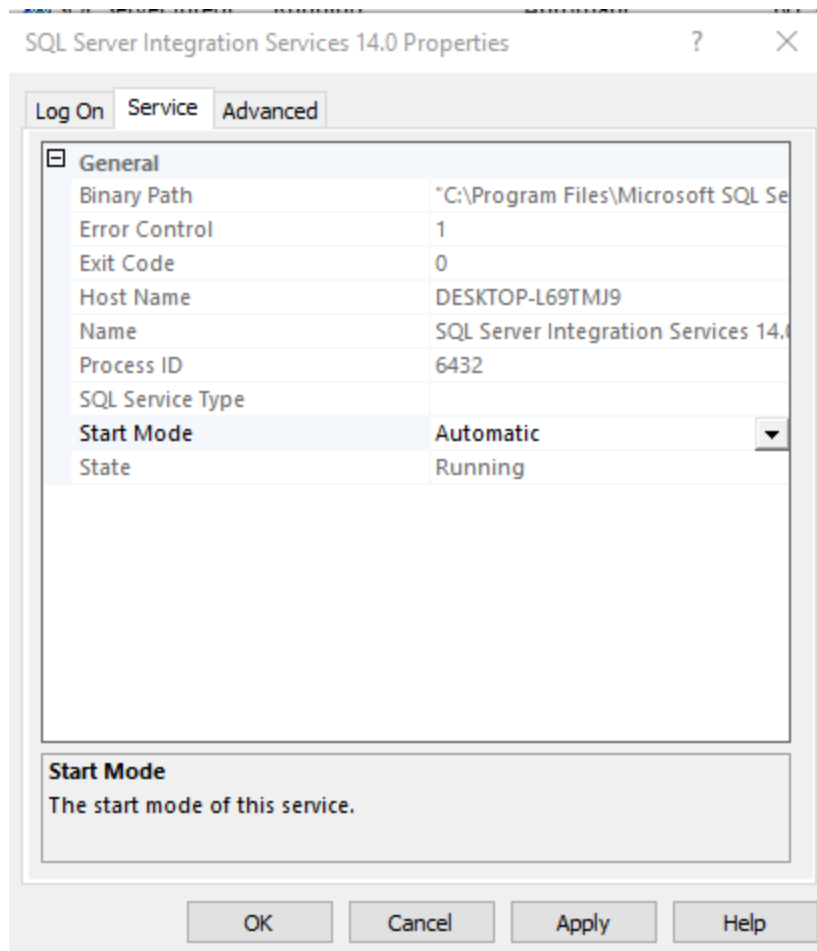 SQL Server Integration Services 14.0 Properties ? ×
Log On Service Advanced
General
Binary Path "C:\Program Files\Microsoft SQL Se
Error Control 1
Exit Code 0
Host Name DESKTOP-L69TMJ9
Name SQL Server Integration Services 14.
Process ID 6432
SQL Service Type
Start Mode Automatic
State Running
Start Mode
The start mode of this service.
OK Cancel Apply Help